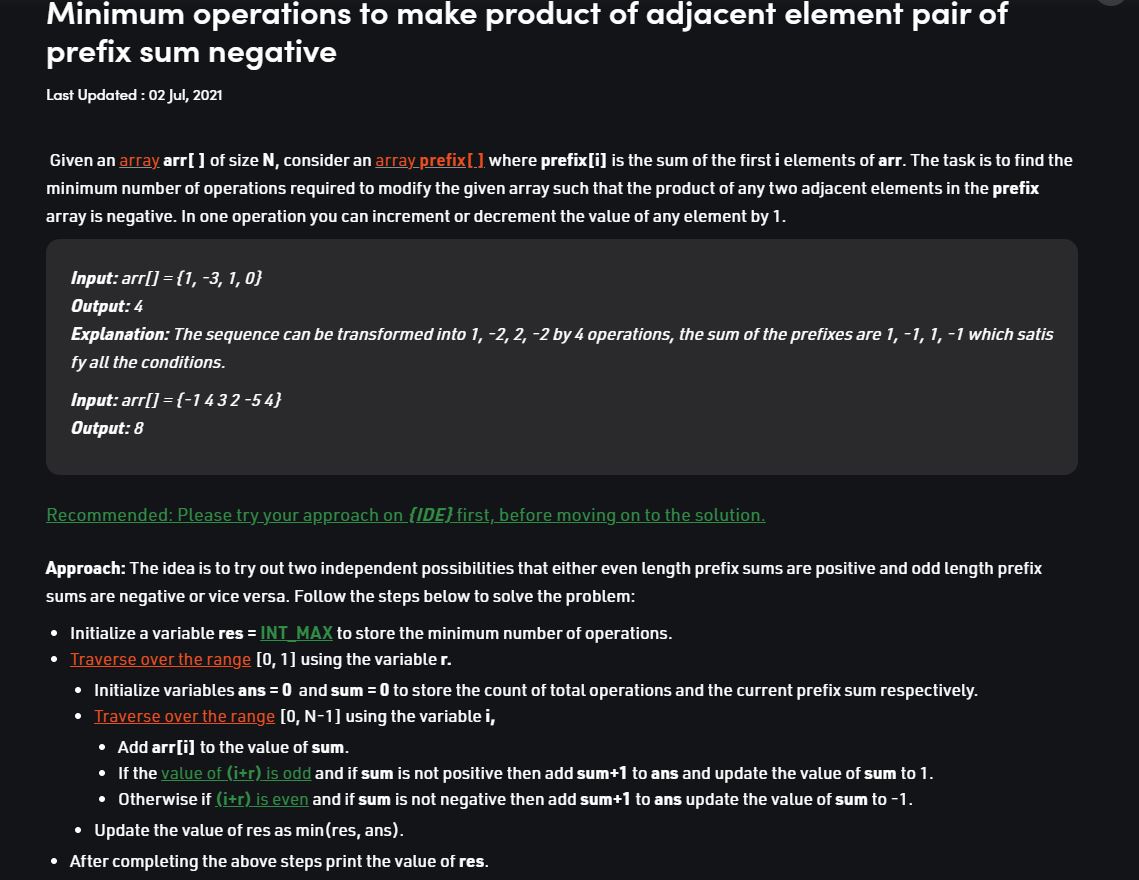 Minimum operations to make product of adjacent element pair of
prefix sum negative
Last Updated : 02 Jul, 2021
Given an array arr[ ] of size N, consider an array prefix[ ] where prefix[i] is the sum of the first i elements of arr. The task is to find the
minimum number of operations required to modify the given array such that the product of any two adjacent elements in the prefix
array is negative. In one operation you can increment or decrement the value of any element by 1.
Input: arr[] = {1, -3, 1, 0}
Output: 4
Explanation: The sequence can be transformed into 1, -2, 2, -2 by 4 operations, the sum of the prefixes are 1, -1, 1, -1 which satis
fy all the conditions.
Input: arr[] = {-1 4 3 2 -5 4}
Output: 8
Recommended: Please try your approach on {IDE} first, before moving on to the solution.
Approach: The idea is to try out two independent possibilities that either even length prefix sums are positive and odd length prefix
sums are negative or vice versa. Follow the steps below to solve the problem:
• Initialize a variable res = INT_MAX to store the minimum number of operations.
• Traverse over the range [0, 1] using the variable r.
• Initialize variables ans = 0 and sum = 0 to store the count of total operations and the current prefix sum respectively.
• Traverse over the range [0, N-1] using the variable i,
• Add arr[i] to the value of sum.
• If the value of (i+r) is odd and if sum is not positive then add sum+1 to ans and update the value of sum to 1.
• Otherwise if (i+r) is even and if sum is not negative then add sum+1 to ans update the value of sum to -1.
• Update the value of res as min(res, ans).
• After completing the above steps print the value of res.